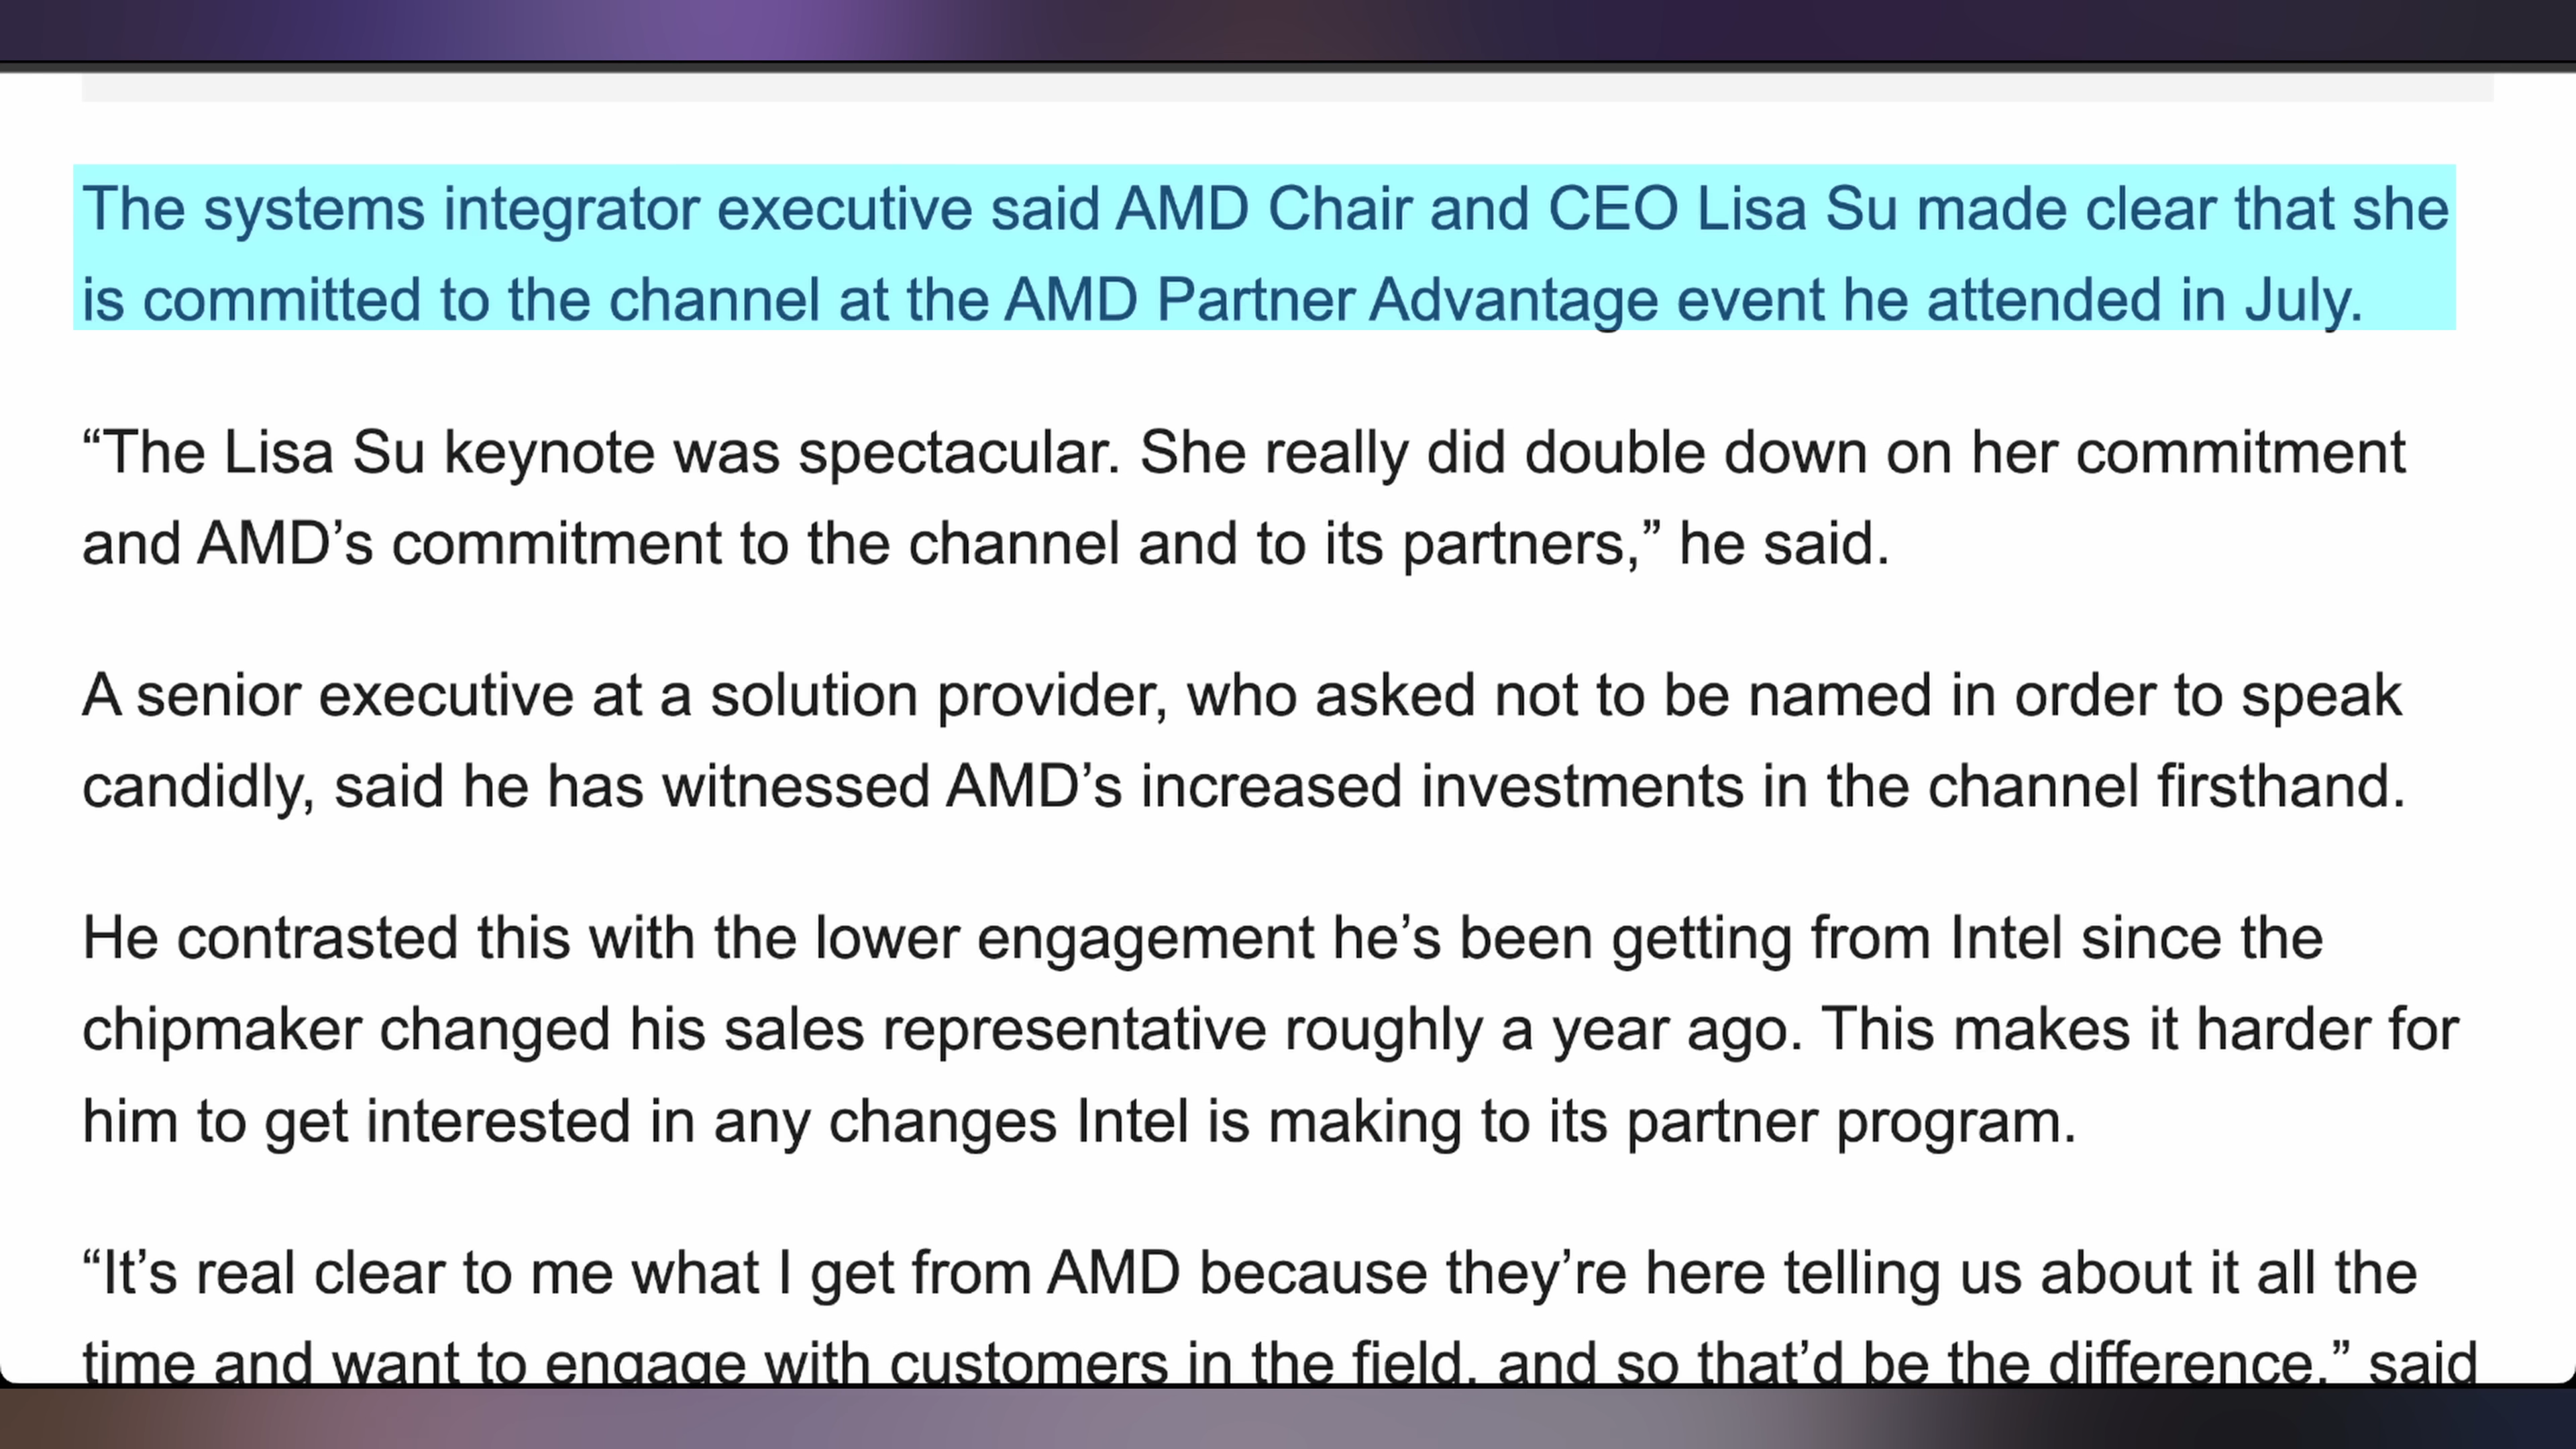 The systems integrator executive said AMD Chair and CEO Lisa Su made clear that she
is committed to the channel at the AMD Partner Advantage event he attended in July.
“The Lisa Su keynote was spectacular. She really did double down on her commitment
and AMD’s commitment to the channel and to its partners,” he said.
A senior executive at a solution provider, who asked not to be named in order to speak
candidly, said he has witnessed AMD’s increased investments in the channel firsthand.
He contrasted this with the lower engagement he’s been getting from Intel since the
chipmaker changed his sales representative roughly a year ago. This makes it harder for
him to get interested in any changes Intel is making to its partner program.
“It’s real clear to me what I get from AMD because they’re here telling us about it all the
time and want to engage with customers in the field, and so that’d be the difference,” said